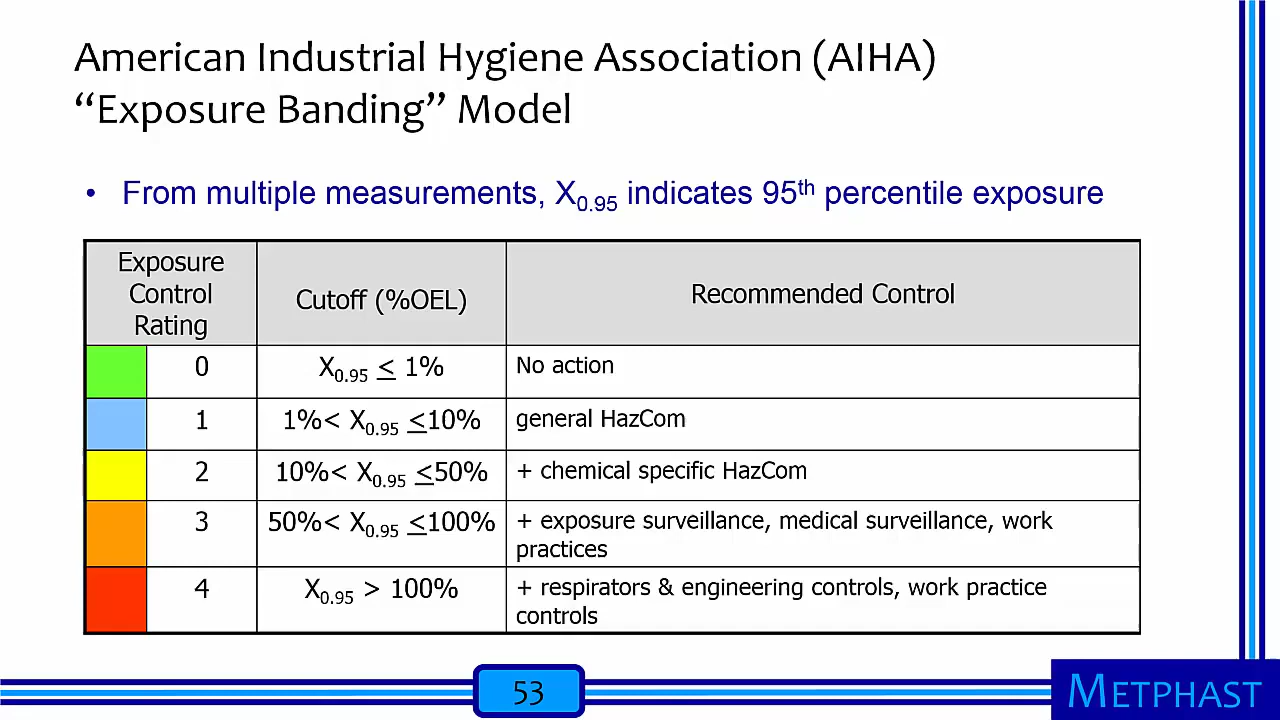 American Industrial Hygiene Association (AIHA)
“Exposure Banding” Model
• From multiple measurements, X0.95 indicates 95th percentile exposure
Exposure
Control
Rating
Cutoff (%OEL)
Recommended Control
0
X0.95 ≤ 1%
No action
1
1%< X0.95 ≤10%
general HazCom
2
10%< X0.95 ≤50%
+ chemical specific HazCom
3
50%< X0.95 ≤100%
+ exposure surveillance, medical surveillance, work
practices
4
X0.95 > 100%
+ respirators & engineering controls, work practice
controls
53
METPHAST